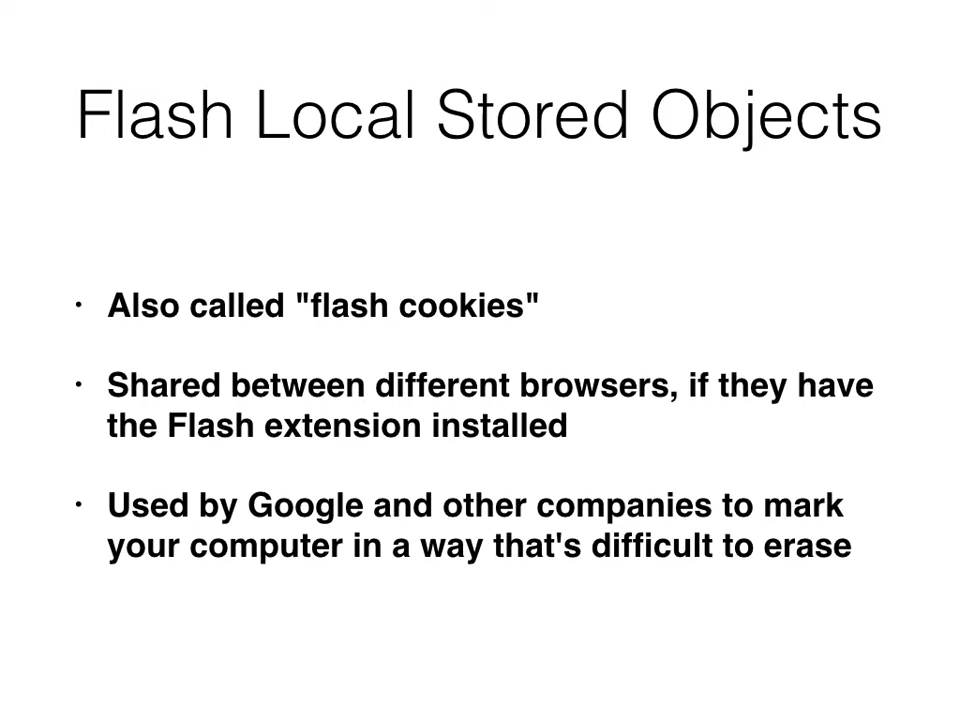 Flash Local Stored Objects
• Also called "flash cookies"
• Shared between different browsers, if they have
the Flash extension installed
• Used by Google and other companies to mark
your computer in a way that's difficult to erase